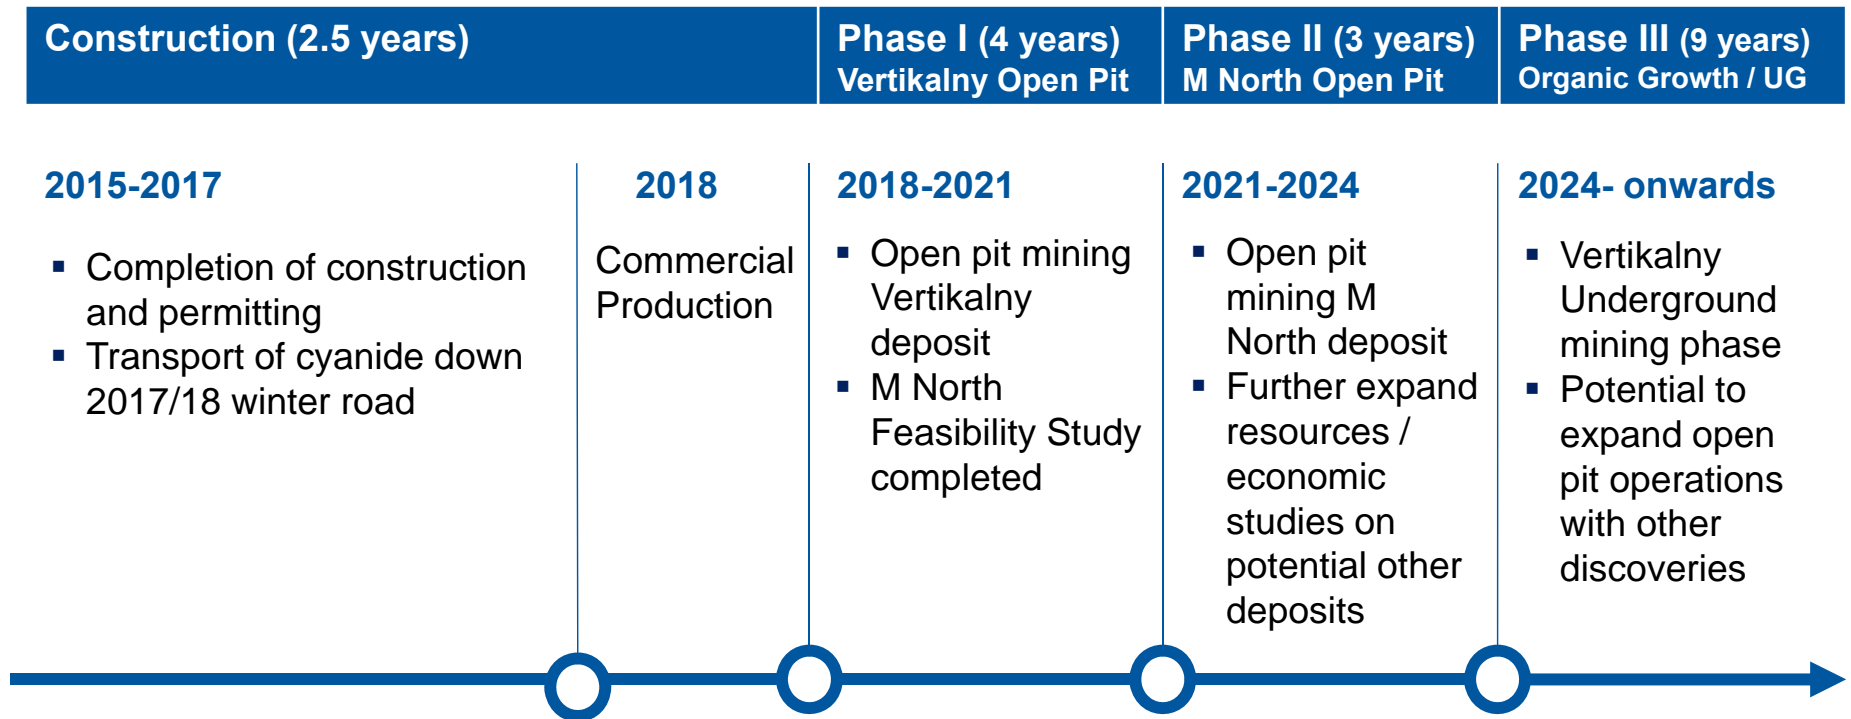 Construction (2.5 years)
Phase I (4 years)
Vertikalny Open Pit
Phase II (3 years)
M North Open Pit
Phase III (9 years)
Organic Growth / UG
2015-2017
▪ Completion of construction
and permitting
▪ Transport of cyanide down
2017/18 winter road
2018
Commercial
Production
2018-2021
▪ Open pit mining
Vertikalny
deposit
▪ M North
Feasibility Study
completed
2021-2024
▪ Open pit
mining M
North deposit
▪ Further expand
resources /
economic
studies on
potential other
deposits
2024- onwards
▪ Vertikalny
Underground
mining phase
▪ Potential to
expand open
pit operations
with other
discoveries